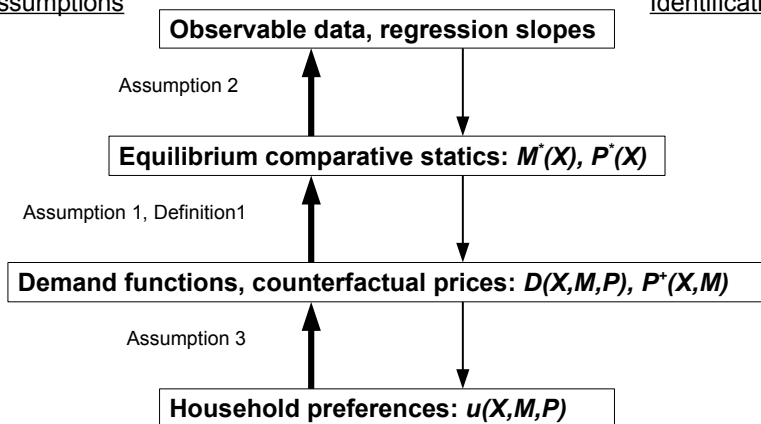 ssumptions
Identificati
Observable data, regression slopes
Assumption 2
Equilibrium comparative statics: M*(X), P*(X)
Assumption 1, Definition1
Demand functions, counterfactual prices: D(X,M,P), P⁺(X,M)
Assumption 3
Household preferences: u(X,M,P)